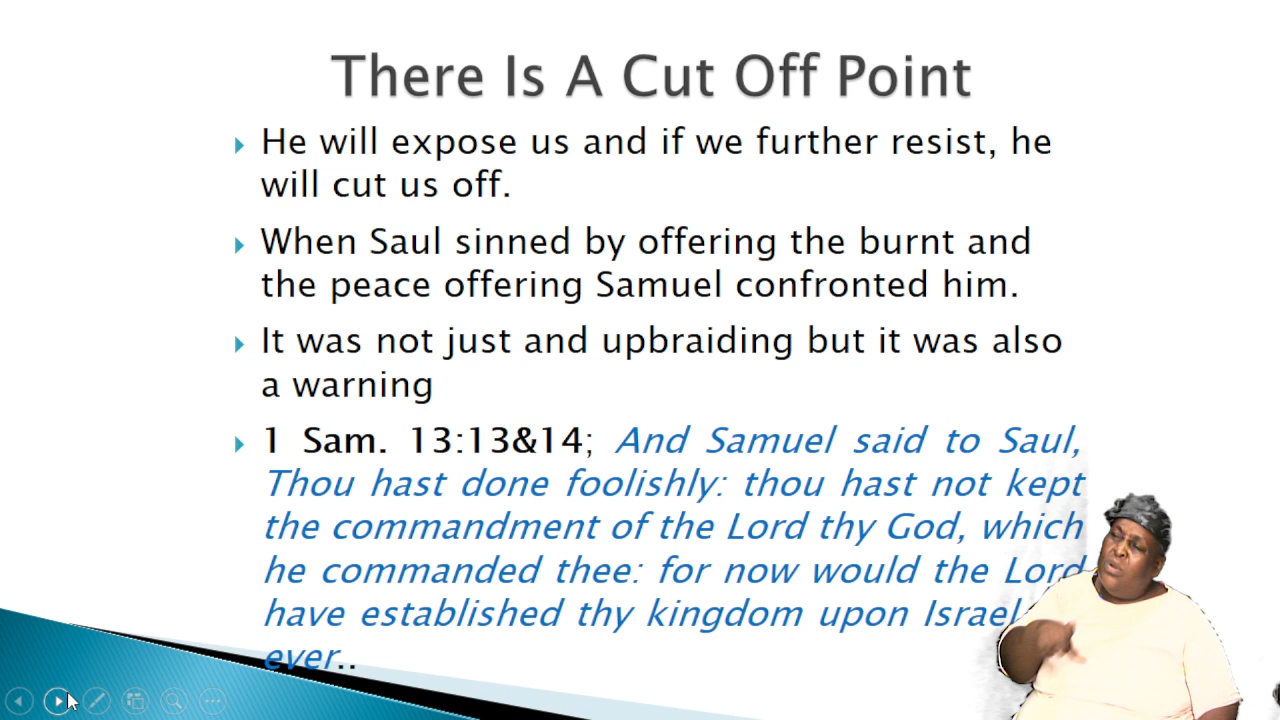 There Is A Cut Off Point
He will expose us and if we further resist, he
will cut us off.
When Saul sinned by offering the burnt and
the peace offering Samuel confronted him.
It was not just and upbraiding but it was also
a warning
1 Sam. 13:13&14; And Samuel said to Saul,
Thou hast done foolishly: thou hast not kept
the commandment of the Lord thy God, which
he commanded thee: for now would the Lord
have established thy kingdom upon Israel
ever..